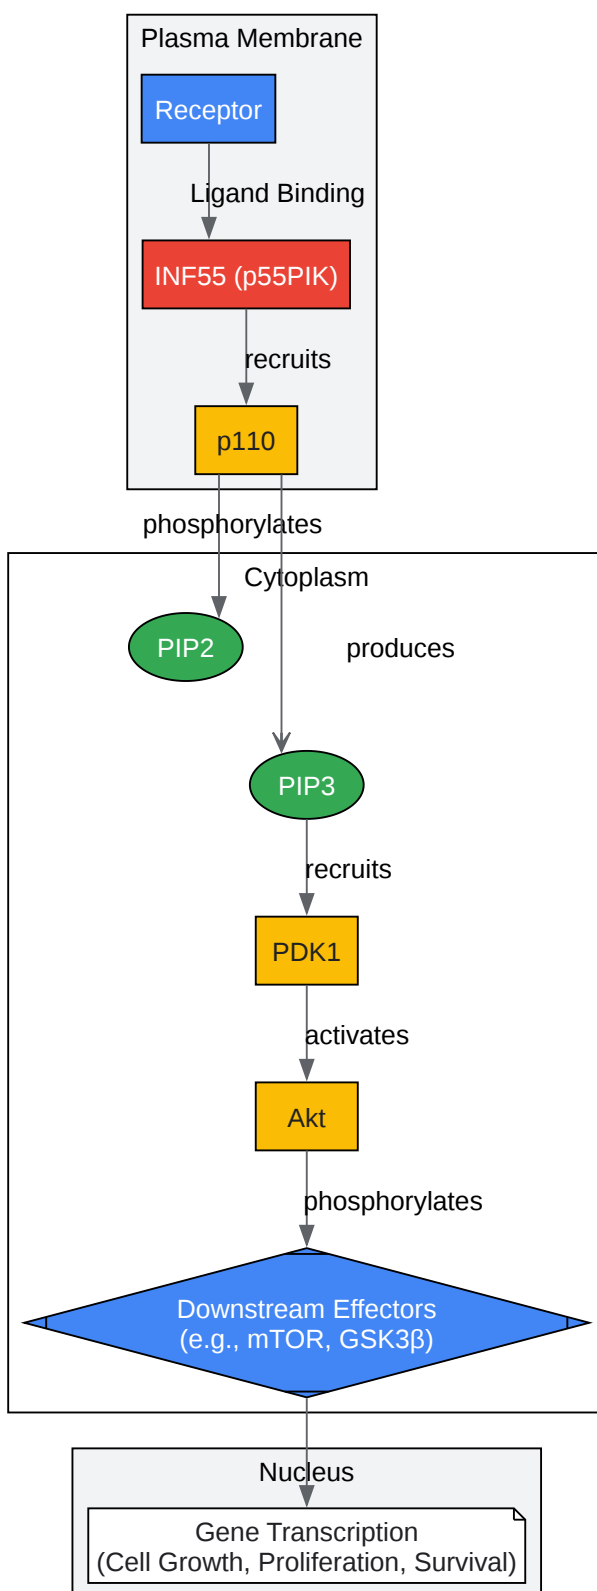 Plasma Membrane
Receptor
Ligand Binding
INF55 (p55PIK)
recruits
p110
phosphorylates
Cytoplasm
PIP2
produces
PIP3
recruits
PDK1
activates
Akt
phosphorylates
Downstream Effectors
(e.g., mTOR, GSK3β)
Nucleus
Gene Transcription
(Cell Growth, Proliferation, Survival)